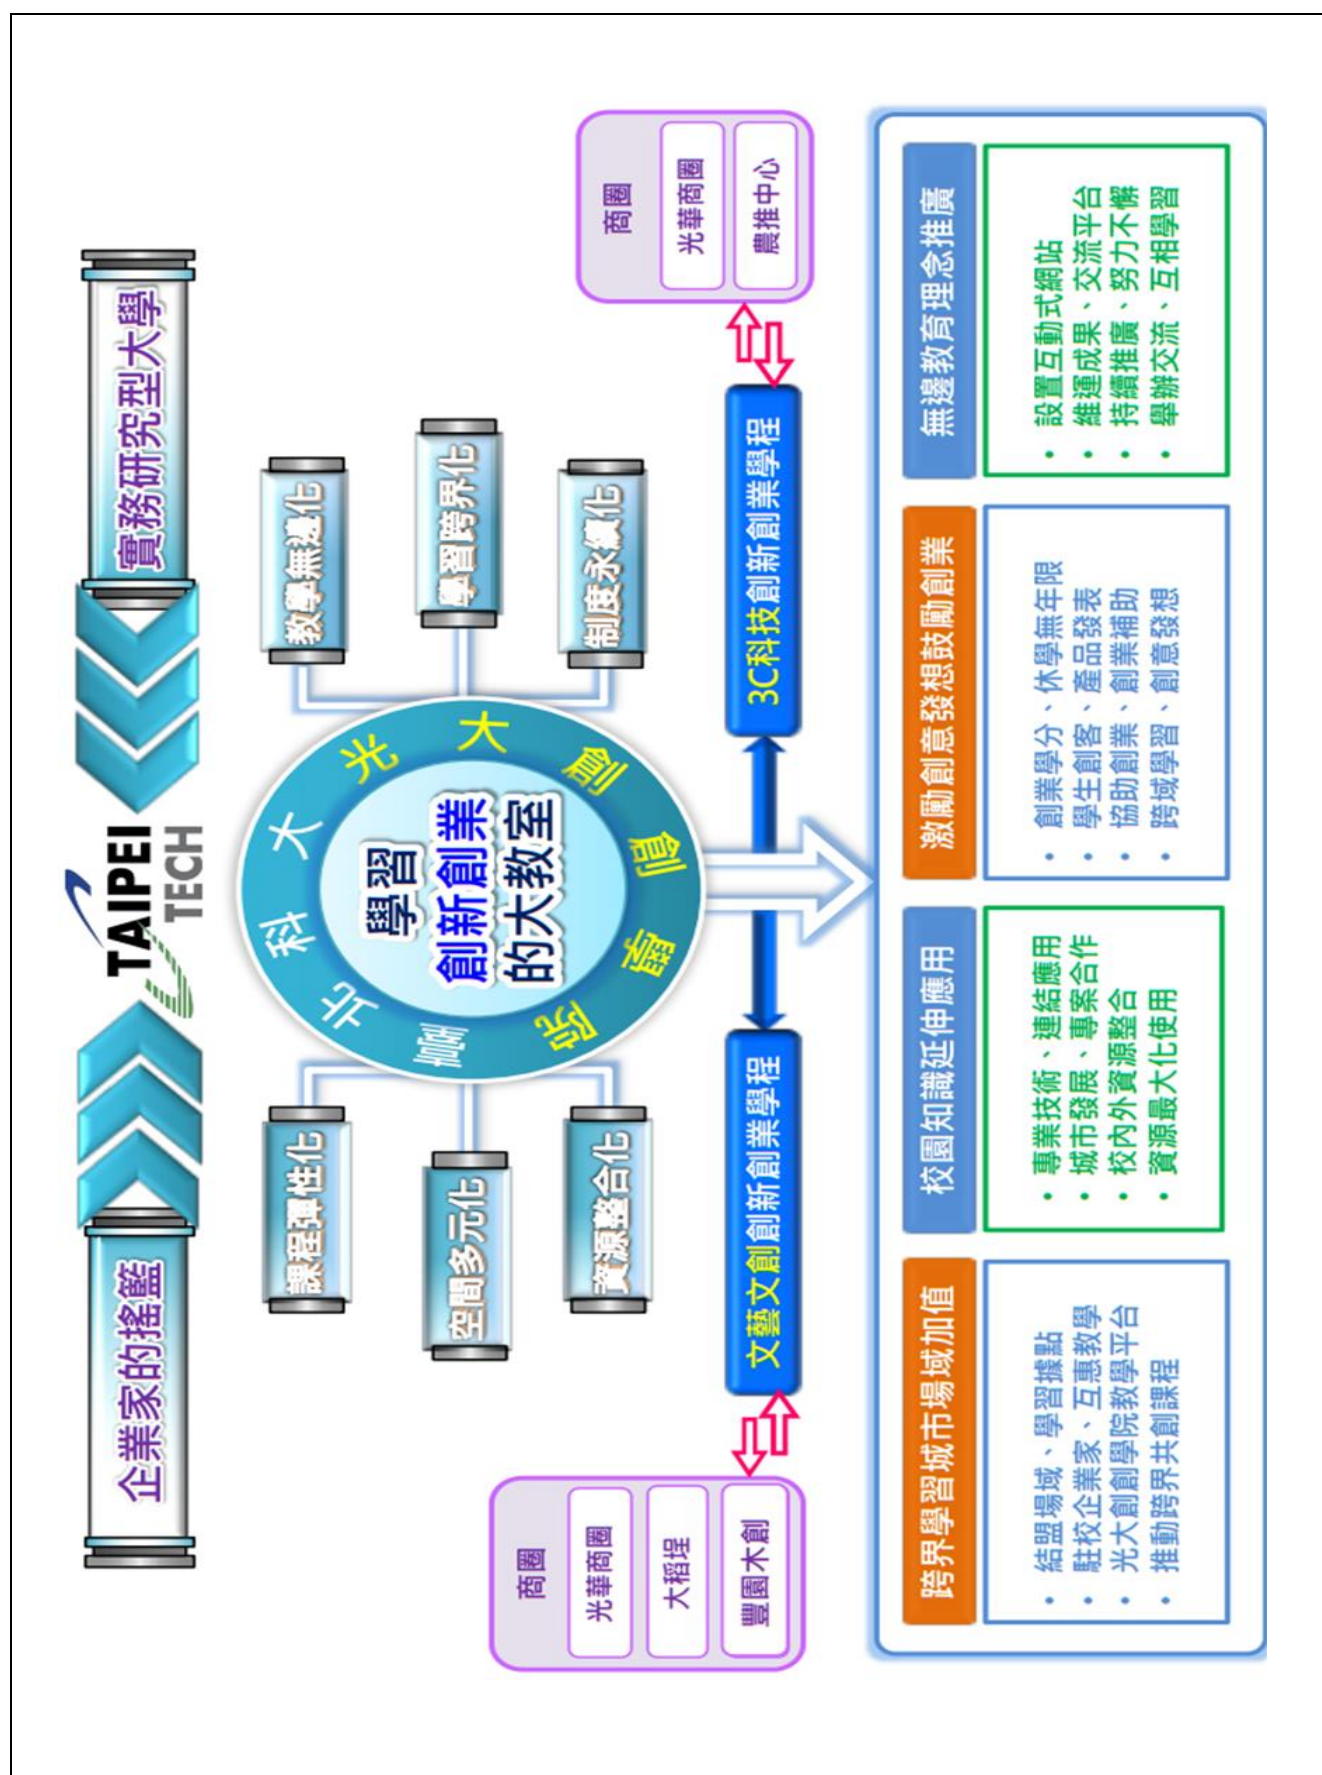 企業家的搖籃
TAIPEI
TECH
實務研究型大學
課程彈性化
空間多元化
資源整合化
北科大光大創創學院
學習
創新創業
的大教室
教學無邊化
學習跨界化
制度永續化
商圈
光華商圈
大稻埕
豐園木創
文藝文創創新創業學程
3C科技創新創業學程
商圈
光華商圈
農推中心
跨界學習城市場域加值
• 結盟場域、學習據點
• 駐校企業家、互惠教學
• 光大創創學院教學平台
• 推動跨界共創課程
校園知識延伸應用
• 專業技術、連結應用
• 城市發展、專案合作
• 校內外資源整合
• 資源最大化使用
激勵創意發想鼓勵創業
• 創業學分、休學無年限
• 學生創客、產品發表
• 協助創業、創業補助
• 跨域學習、創意發想
無邊教育理念推廣
• 設置互動式網站
• 維運成果、交流平台
• 持續推廣、努力不懈
• 舉辦交流、互相學習